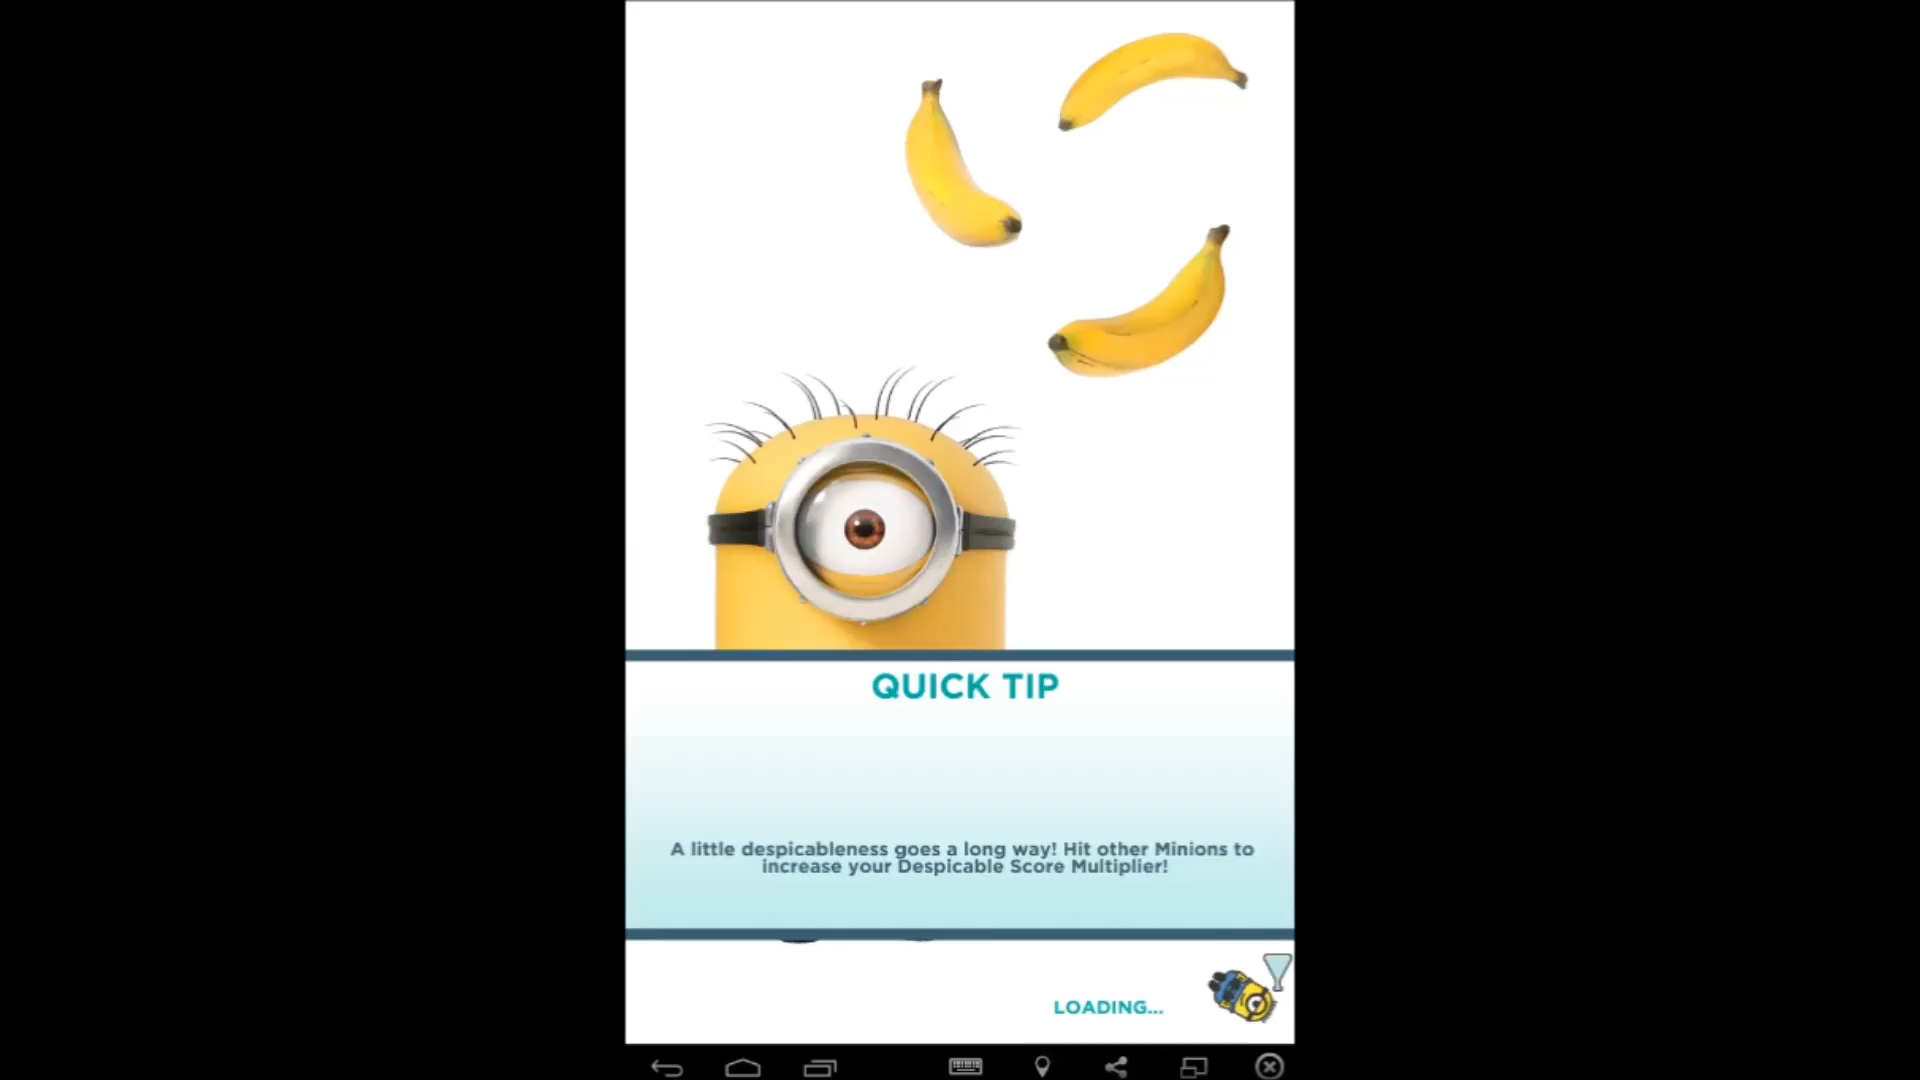 QUICK TIP
A little despicableness goes a long way! Hit other Minions to
increase your Despicable Score Multiplier!
LOADING...